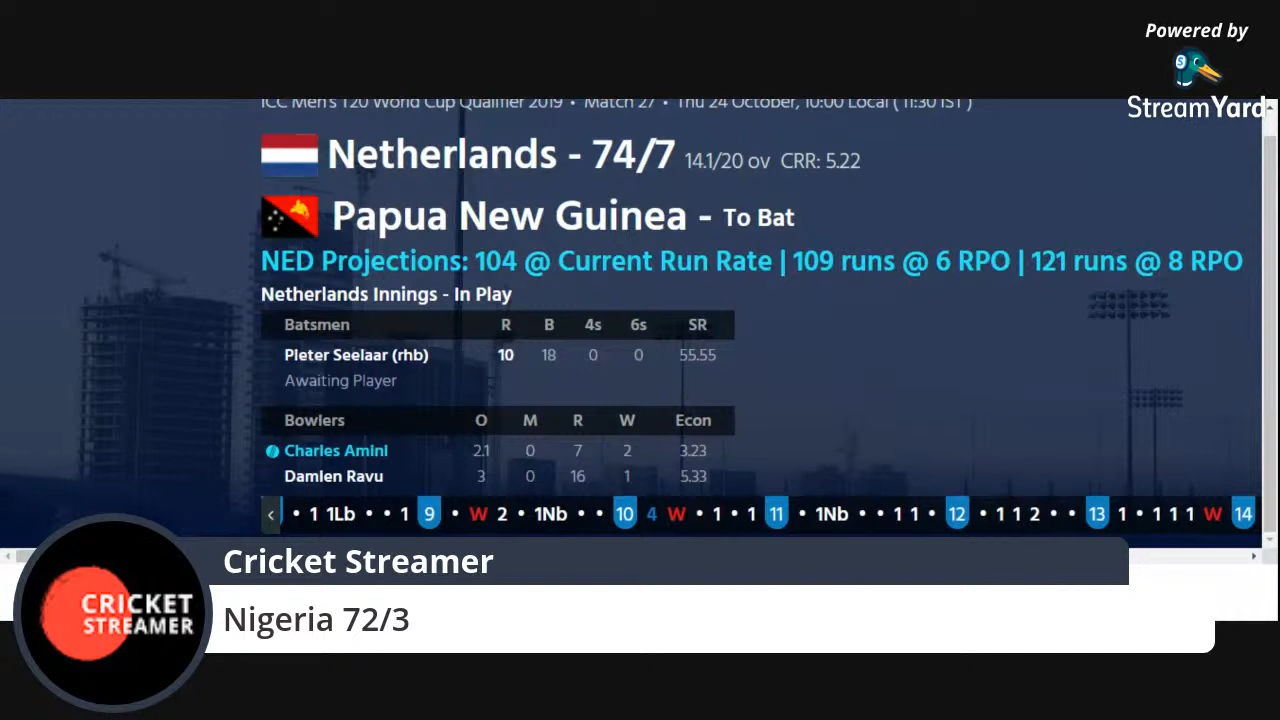 Powered by
StreamYard
ICC Men's T20 World Cup Qualifier 2019 • Match 27 • Thu 24 October, 10:00 Local ( 11:30 IST )
Netherlands - 74/7 14.1/20 ov CRR: 5.22
Papua New Guinea - To Bat
NED Projections: 104 @ Current Run Rate | 109 runs @ 6 RPO | 121 runs @ 8 RPO
Netherlands Innings - In Play
Batsmen R B 4s 6s SR
Pieter Seelaar (rhb) 10 18 0 0 55.55
Awaiting Player
Bowlers O M R W Econ
Charles Amini 2.1 0 7 2 3.23
Damien Ravu 3 0 16 1 5.33
‹ • 1 1Lb • • 1 9 • W 2 • 1Nb • • 10 4 W • 1 • 1 11 • 1Nb • • 1 1 • 12 • 1 1 2 • • 13 1 • 1 1 1 W 14
Cricket Streamer
CRICKET
STREAMER
Nigeria 72/3